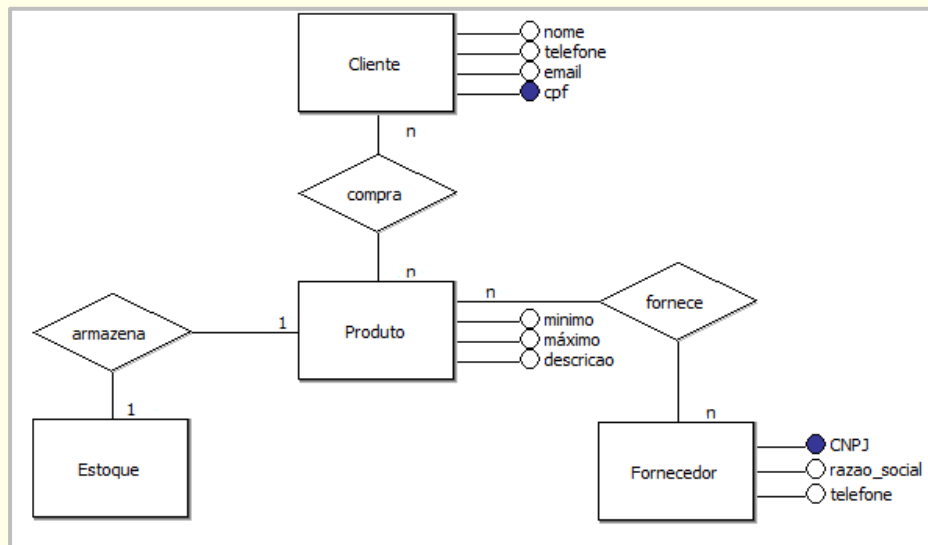 Cliente
nome
telefone
email
cpf
n
compra
n
Produto
minimo
máximo
descricao
n
fornece
armazena
1
1
Estoque
n
Fornecedor
CNPJ
razao_social
telefone